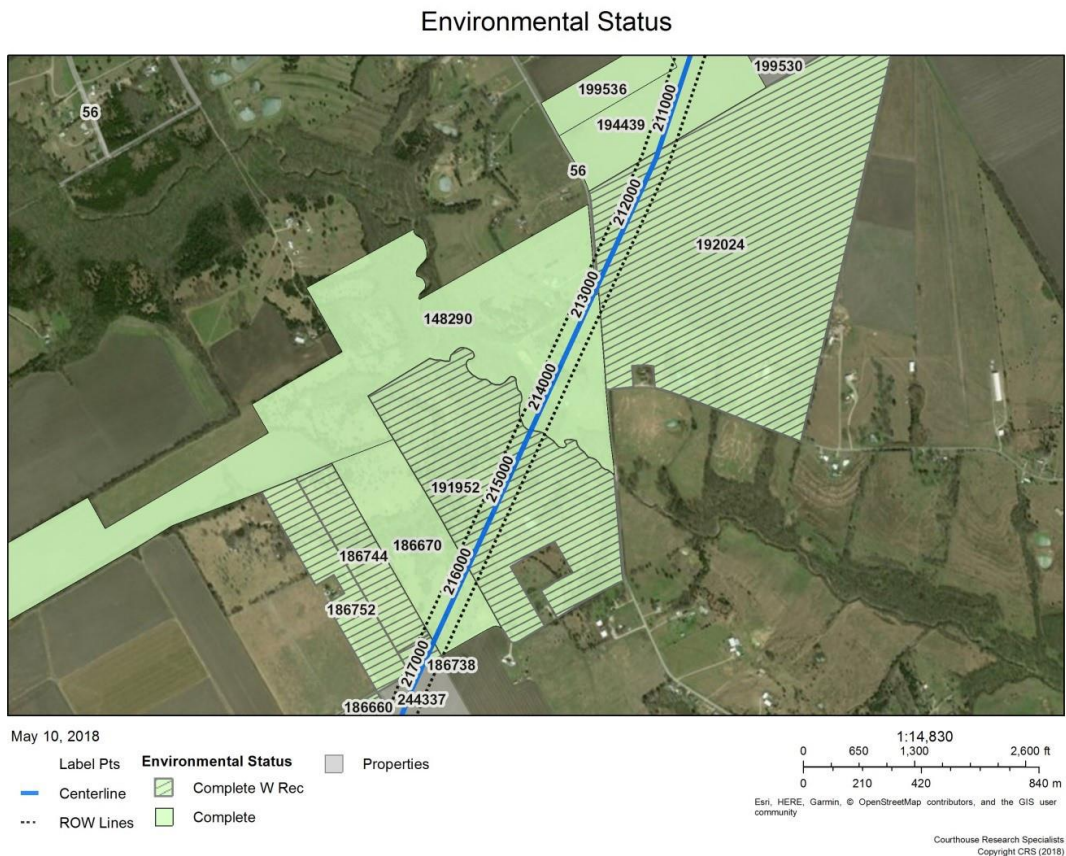 Environmental Status
199530
199536
56
194439
211000
56
212000
192024
213000
148290
214000
191952
215000
186670
186744
216000
186752
217000
186738
244337
186660
May 10, 2018
Label Pts
Centerline
ROW Lines
Environmental Status
Complete W Rec
Complete
Properties
1:14,830
0 650 1,300 2,600 ft
0 210 420 840 m
Esri, HERE, Garmin, © OpenStreetMap contributors, and the GIS user
community
Courthouse Research Specialists
Copyright CRS (2018)